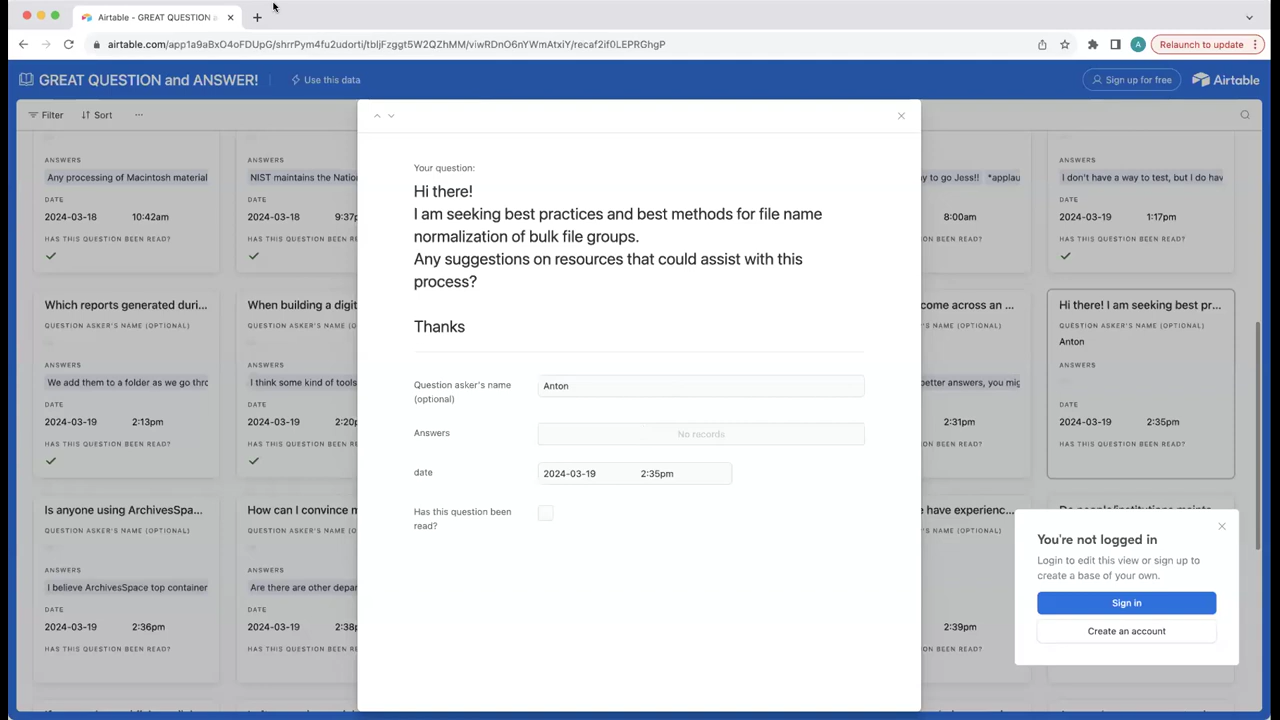 Airtable - GREAT QUESTION a
airtable.com/app1a9aBxO4oFDUpG/shrrPym4fu2udorti/tbljFzggt5W2QZhMM/viwRDnO6nYWmAtxiY/recaf2if0LEPRGhgP
A
Relaunch to update
GREAT QUESTION and ANSWER!
Use this data
Sign up for free
Airtable
Filter
Sort
ANSWERS
Any processing of Macintosh material
DATE
2024-03-18 10:42am
HAS THIS QUESTION BEEN READ?
NIST maintains the Natio
DATE
2024-03-18 9:37p
HAS THIS QUESTION
y to go Jess!! *applau
8:00am
N READ?
ANSWERS
I don't have a way to test, but I do hav
DATE
2024-03-19 1:17pm
HAS THIS QUESTION BEEN READ?
Which reports generated duri...
QUESTION ASKER'S NAME (OPTIONAL)
ANSWERS
We add them to a folder as we go thro
DATE
2024-03-19 2:13pm
HAS THIS QUESTION BEEN READ?
When building a digit
QUESTION ASKER'S NAM
ANSWERS
I think some kind of tools
DATE
2024-03-19 2:20p
HAS THIS QUESTION
come across an ...
(OPTIONAL)
etter answers, you mig
2:31pm
N READ?
Hi there! I am seeking best pr...
QUESTION ASKER'S NAME (OPTIONAL)
Anton
ANSWERS
DATE
2024-03-19 2:35pm
HAS THIS QUESTION BEEN READ?
Is anyone using ArchivesSpa...
QUESTION ASKER'S NAME (OPTIONAL)
ANSWERS
I believe ArchivesSpace top container
DATE
2024-03-19 2:36pm
HAS THIS QUESTION BEEN READ?
How can I convince m
QUESTION ASKER'S NAM
ANSWERS
Are there are other depar
DATE
2024-03-19 2:38p
HAS THIS QUESTION
have experienc...
(OPTIONAL)
2:39pm
N READ?
Your question:
Hi there!
I am seeking best practices and best methods for file name
normalization of bulk file groups.
Any suggestions on resources that could assist with this
process?
Thanks
Question asker's name
(optional)
Anton
Answers
No records
date
2024-03-19 2:35pm
Has this question been
read?
You're not logged in
Login to edit this view or sign up to
create a base of your own.
Sign in
Create an account